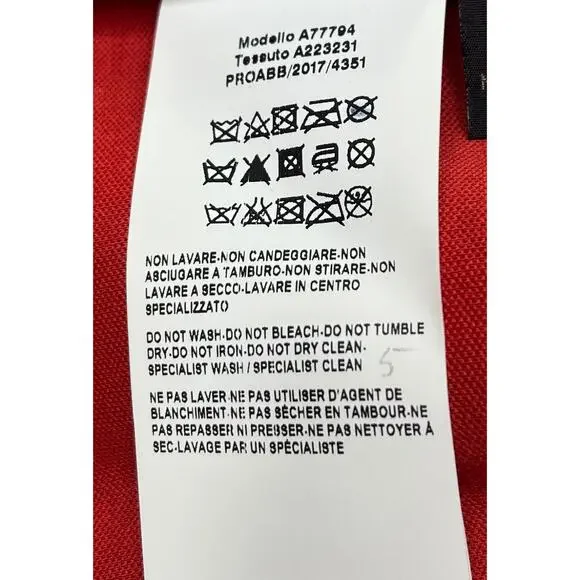 Modello A77794
Tessuto A223231
PROABB/2017/4351
NON LAVARE-NON CANDEGGIARE-NON
ASCIUGARE A TAMBURO-NON STIRARE-NON
LAVARE A SECCO-LAVARE IN CENTRO
SPECIALIZZATO
DO NOT WASH-DO NOT BLEACH-DO NOT TUMBLE
DRY-DO NOT IRON-DO NOT DRY CLEAN-
SPECIALIST WASH / SPECIALIST CLEAN 5
NE PAS LAVER-NE PAS UTILISER D'AGENT DE
BLANCHIMENT-NE PAS SÉCHER EN TAMBOUR-NE
PAS REPASSER NI PRESSER-NE PAS NETTOYER À
SEC-LAVAGE PAR UN SPÉCIALISTE